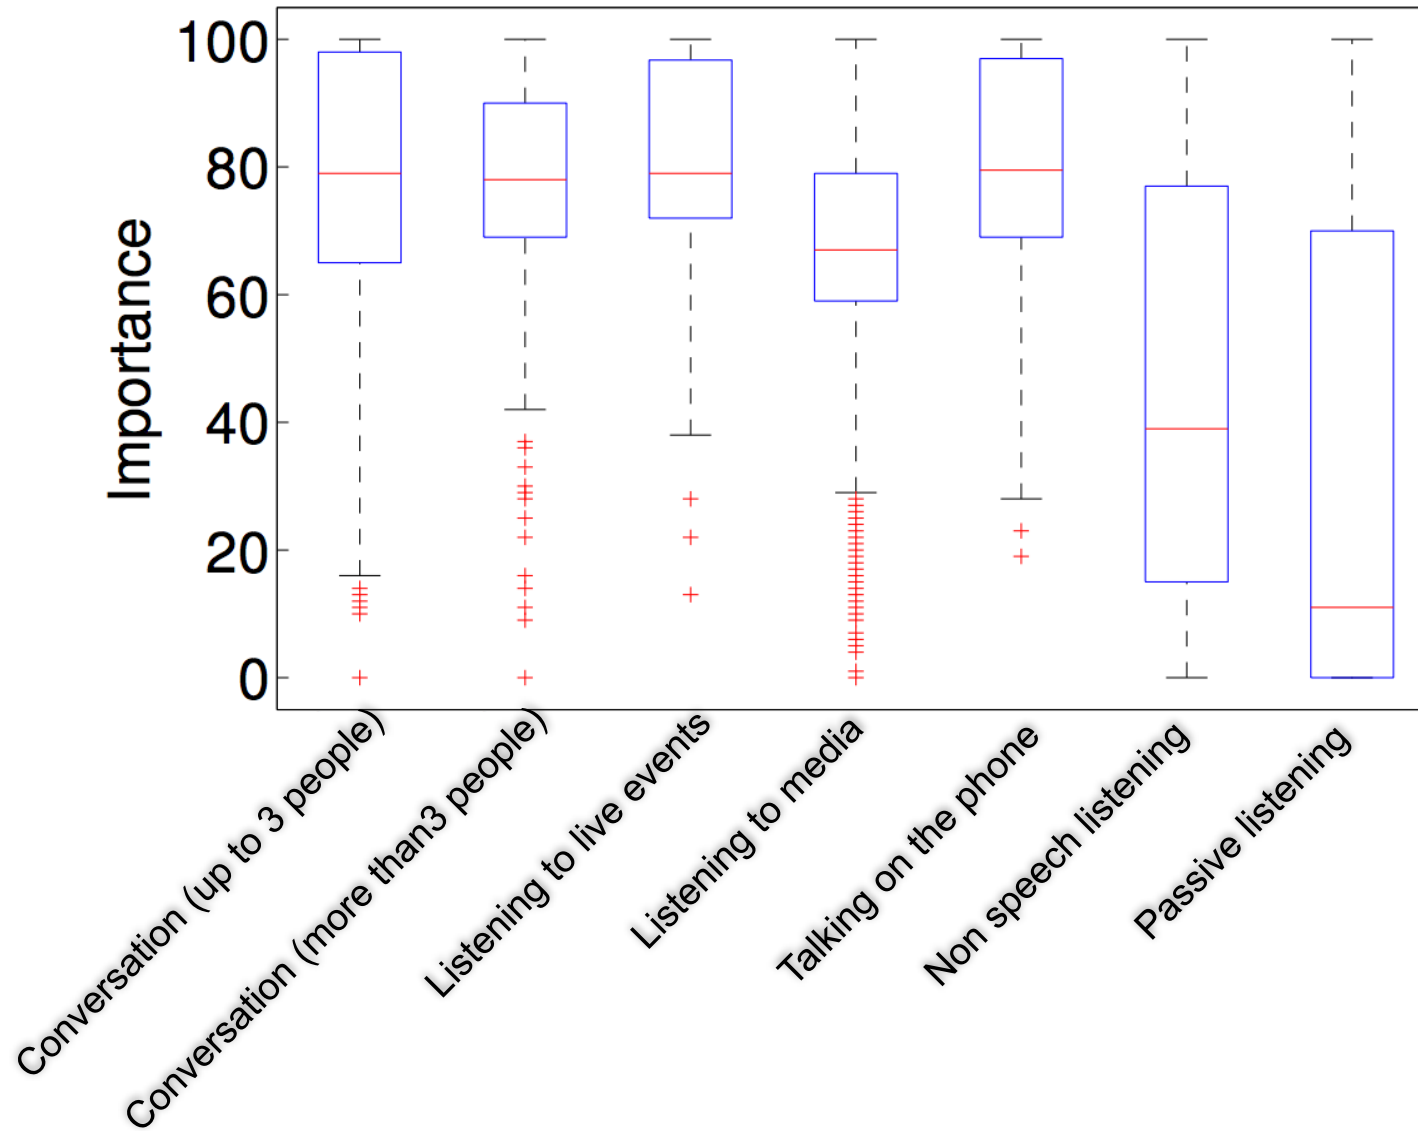 Importance
100
80
60
40
20
0
Conversation (up to 3 people)
Conversation (more than3 people)
Listening to live events
Listening to media
Talking on the phone
Non speech listening
Passive listening